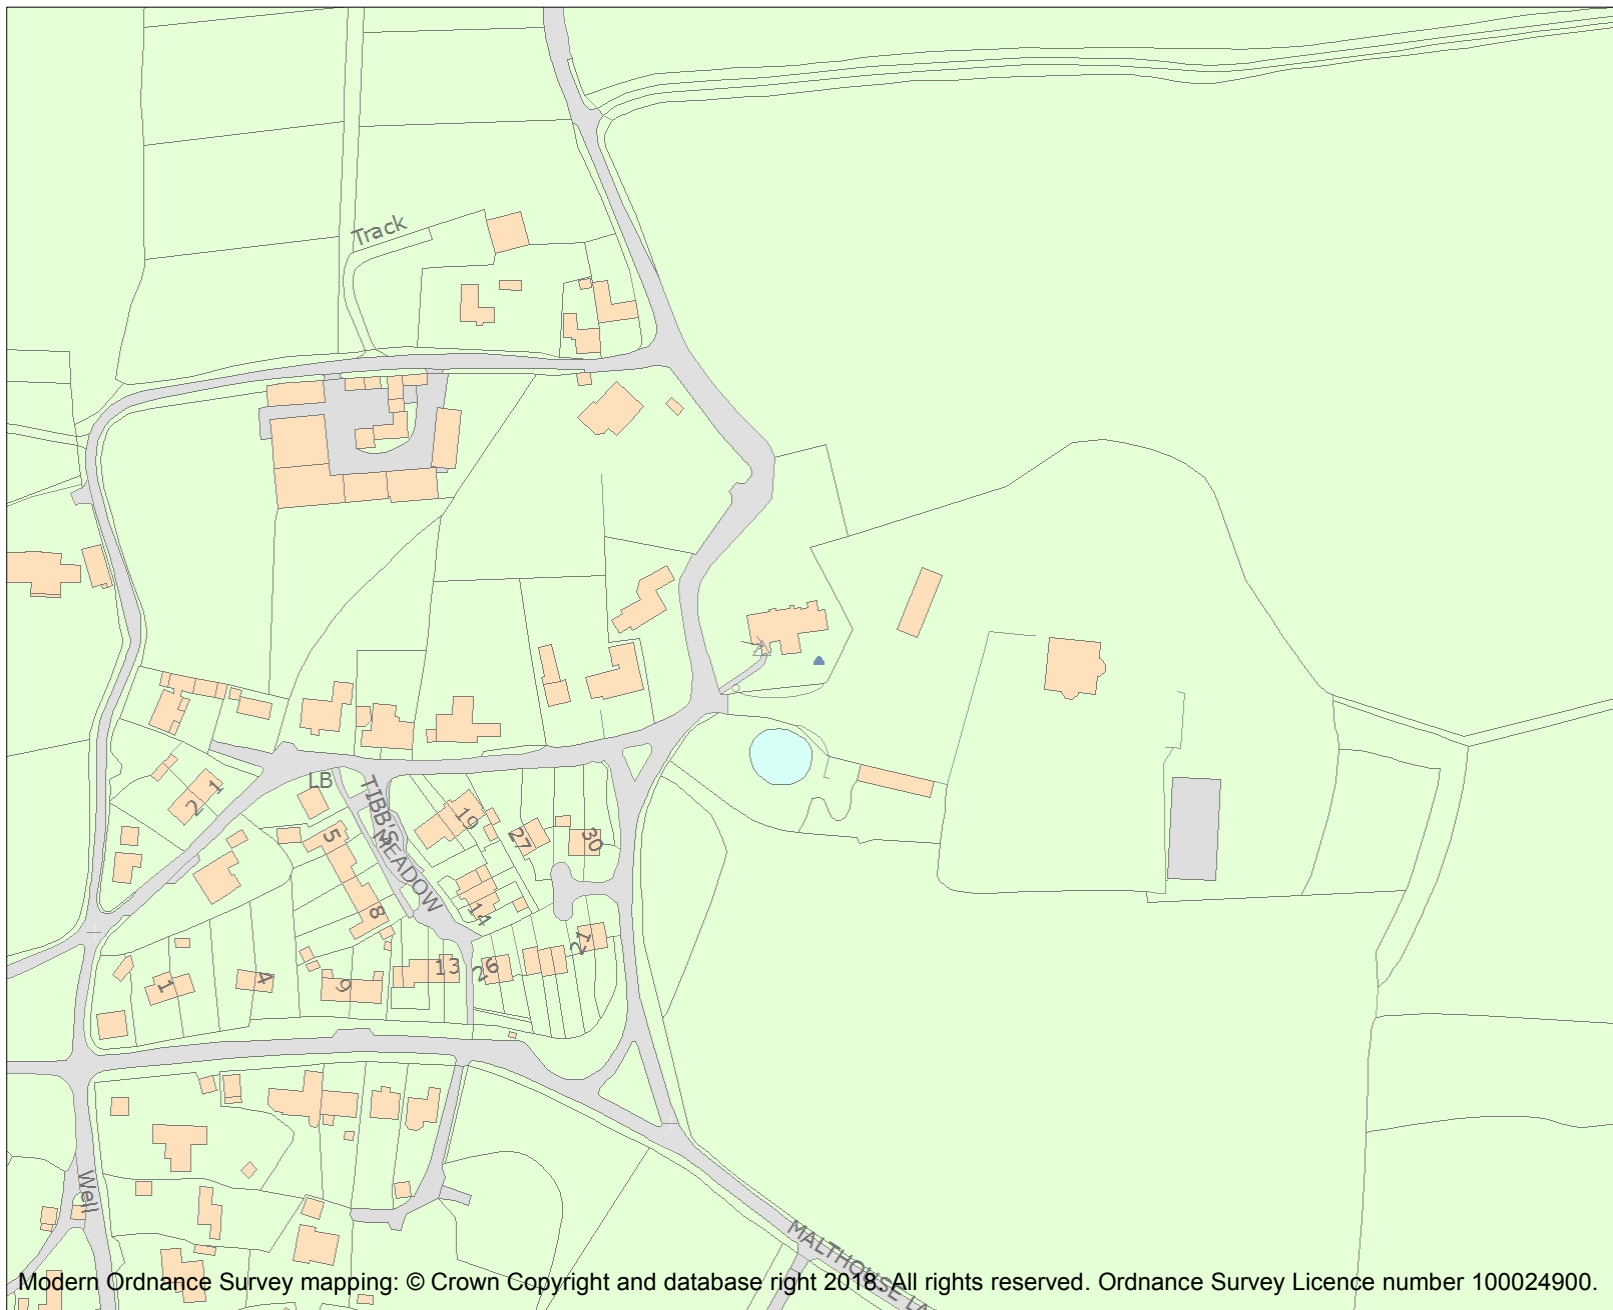 Track
LB
TIBB'S
MEADOW
1
2
5
19
27
30
8
14
21
1
4
9
13
26
Well
MALTHOUSE LA
Modern Ordnance Survey mapping: © Crown Copyright and database right 2018. All rights reserved. Ordnance Survey Licence number 100024900.